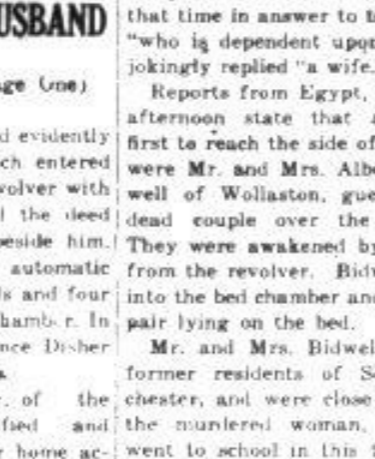 USBAND
age One)
d evidently
ch entered
volver with
the deed
beside him.
automatic
s and four
hamber. In
nce Disher
of the
fied and
home ac-
that time in answer to t
"who is dependent upon
jokingly replied "a wife.
Reports from Egypt,
afternoon state that a
first to reach the side of
were Mr. and Mrs. Albe
well of Wollaston, gue
dead couple over the
They were awakened by
from the revolver. Bidw
into the bed chamber and
pair lying on the bed.
Mr. and Mrs. Bidwel
former residents of So
chester, and were close
the murdered woman,
went to school in this